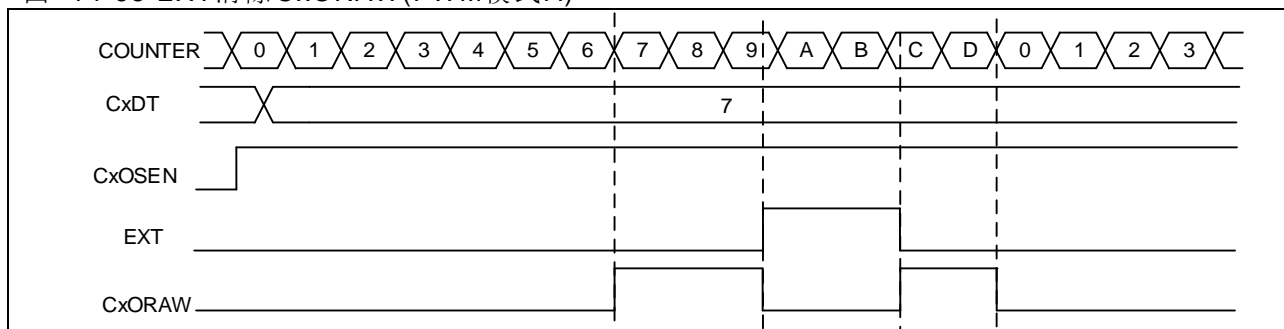 COUNTER 0 1 2 3 4 5 6 7 8 9 A B C D 0 1 2 3
CxDT 7
CxOSEN
EXT
CxORAW